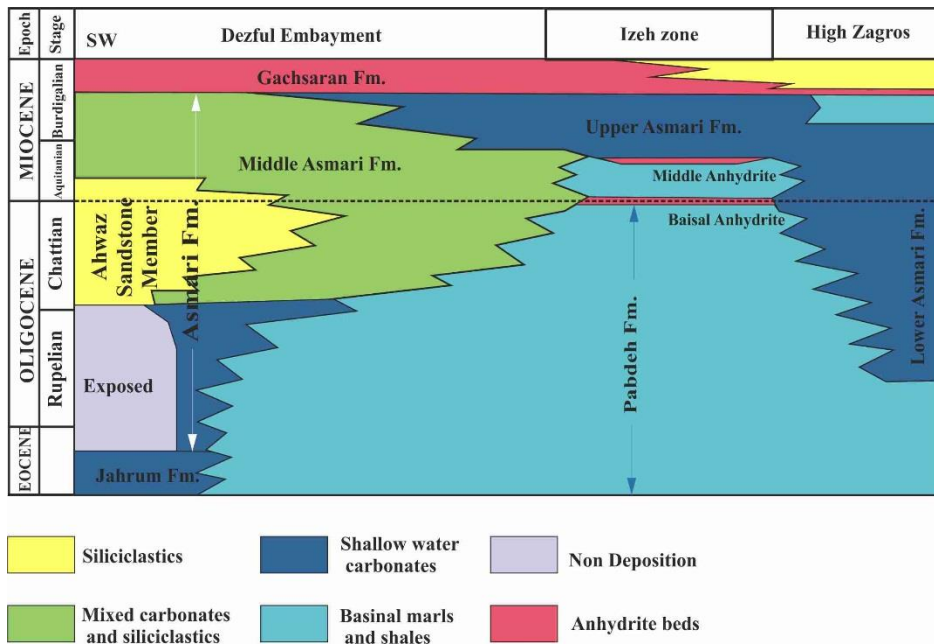 Epoch
Stage
SW
Dezful Embayment
Izeh zone
High Zagros
MIOCENE
Burdigalian
Aquitanian
OLIGOCENE
Chattian
Rupelian
EOCENE
Gachsaran Fm.
Upper Asmari Fm.
Middle Asmari Fm.
Middle Anhydrite
Baisal Anhydrite
Ahwaz
Sandstone
Member
Asmari Fm.
Pabdeh Fm.
Lower Asmari Fm.
Exposed
Jahrum Fm.
Siliciclastics
Shallow water
carbonates
Non Deposition
Mixed carbonates
and siliciclastics
Basinal marls
and shales
Anhydrite beds